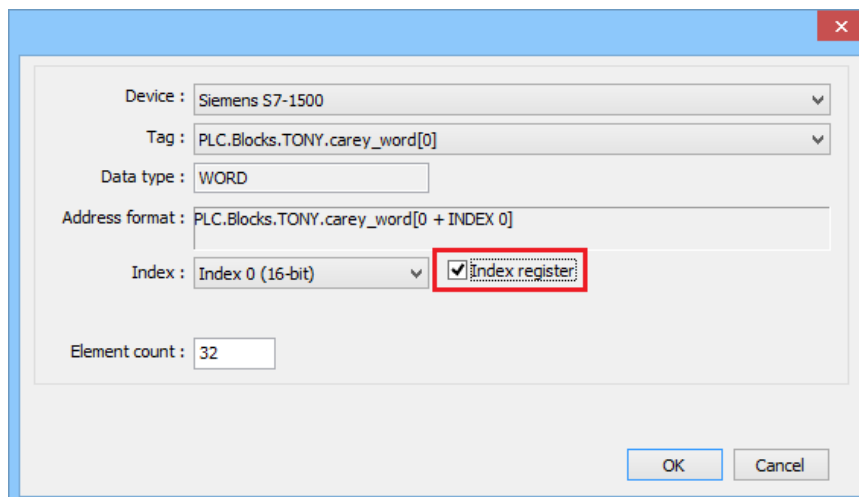 Device : Siemens S7-1500
Tag : PLC.Blocks.TONY.carey_word[0]
Data type : WORD
Address format : PLC.Blocks.TONY.carey_word[0 + INDEX 0]
Index : Index 0 (16-bit) Index register
Element count : 32
OK Cancel